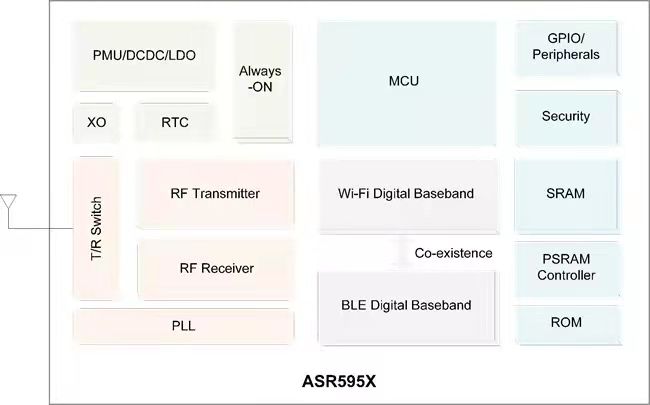 PMU/DCDC/LDO
Always
-ON
MCU
GPIO/
Peripherals
XO
RTC
Security
T/R Switch
RF Transmitter
Wi-Fi Digital Baseband
SRAM
Co-existence
RF Receiver
PSRAM
Controller
BLE Digital Baseband
PLL
ROM
ASR595X